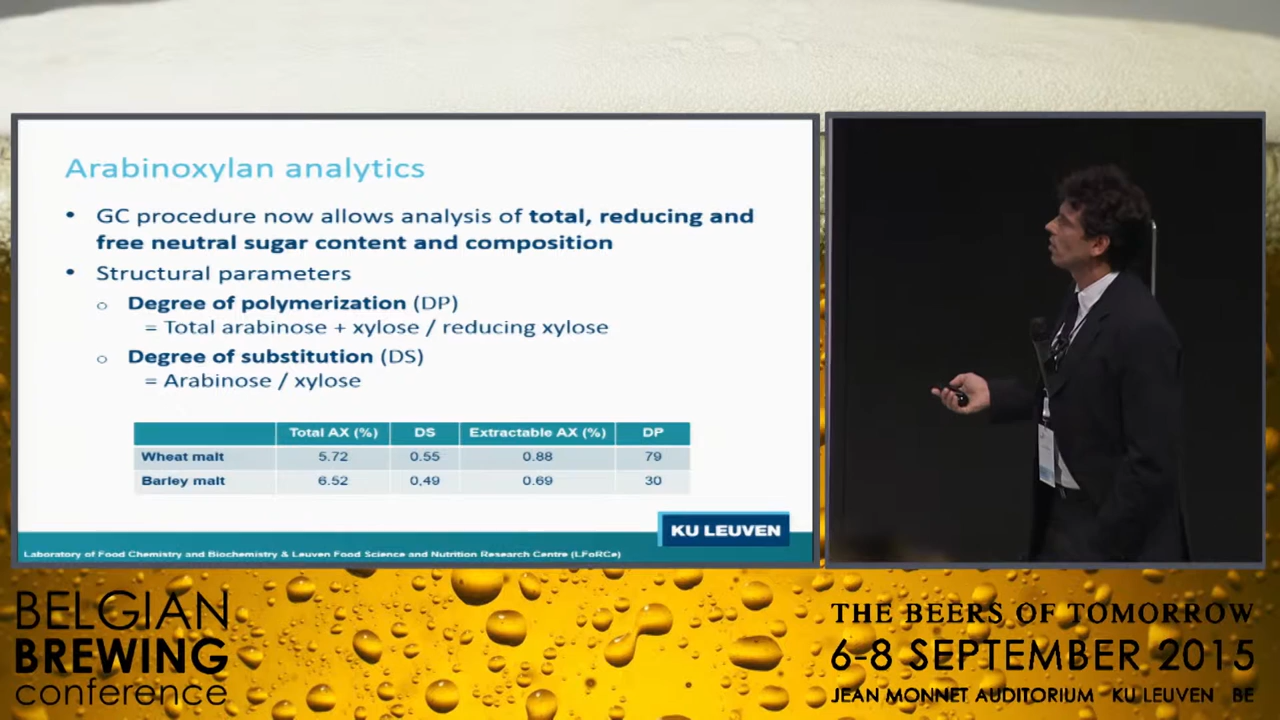 Arabinoxylan analytics
• GC procedure now allows analysis of total, reducing and
free neutral sugar content and composition
• Structural parameters
o Degree of polymerization (DP)
= Total arabinose + xylose / reducing xylose
o Degree of substitution (DS)
= Arabinose / xylose
Total AX (%) DS Extractable AX (%) DP
Wheat malt 5.72 0.55 0.88 79
Barley malt 6.52 0,49 0.69 30
KU LEUVEN
Laboratory of Food Chemistry and Biochemistry & Leuven Food Science and Nutrition Research Centre (LFoRCe)
BELGIAN
BREWING
conference
THE BEERS OF TOMORROW
6-8 SEPTEMBER 2015
JEAN MONNET AUDITORIUM KU LEUVEN BE